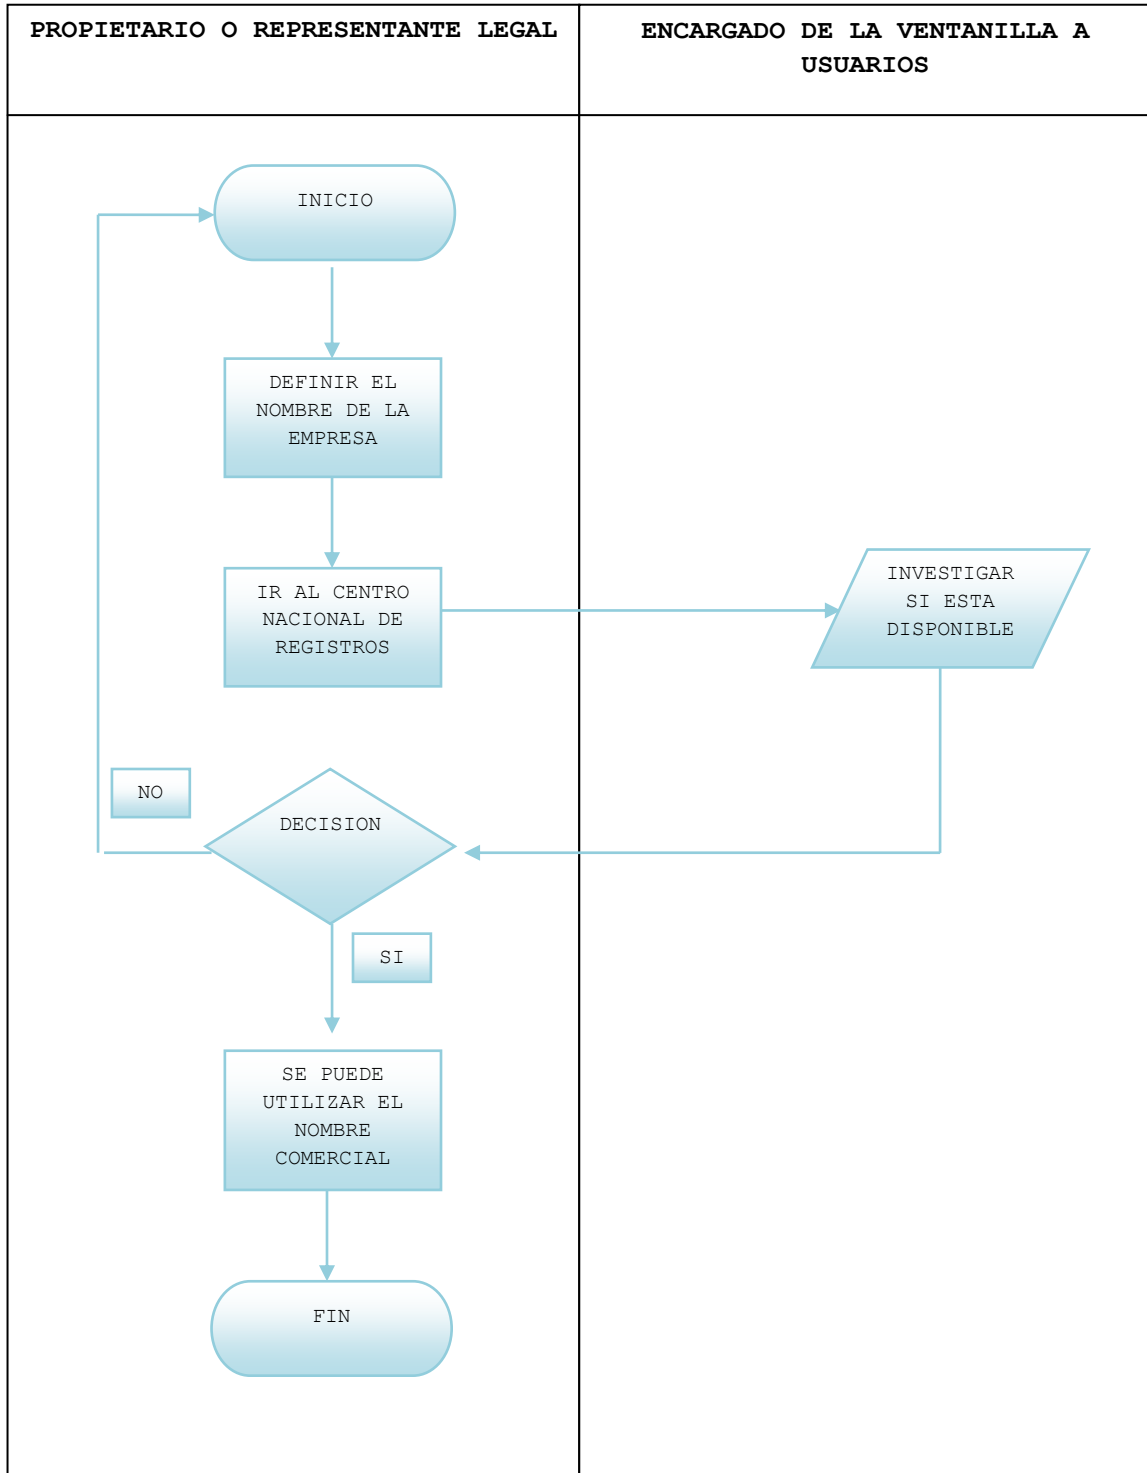 PROPIETARIO O REPRESENTANTE LEGAL
ENCARGADO DE LA VENTANILLA A
USUARIOS
INICIO
DEFINIR EL
NOMBRE DE LA
EMPRESA
IR AL CENTRO
NACIONAL DE
REGISTROS
INVESTIGAR
SI ESTA
DISPONIBLE
NO
DECISION
SI
SE PUEDE
UTILIZAR EL
NOMBRE
COMERCIAL
FIN